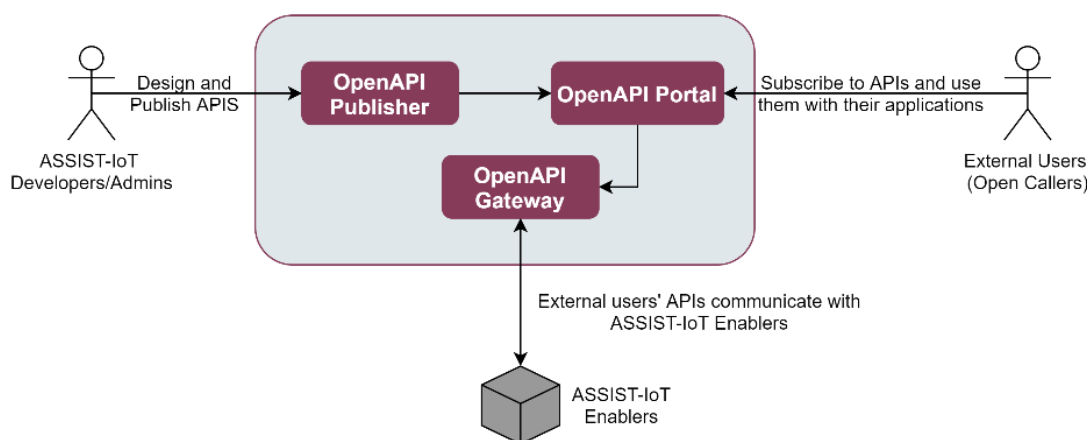 Design and
Publish APIS
OpenAPI
Publisher
OpenAPI Portal
Subscribe to APIs and use
them with their applications
ASSIST-IoT
Developers/Admins
External Users
(Open Callers)
OpenAPI
Gateway
External users' APIs communicate with
ASSIST-IoT Enablers
ASSIST-IoT
Enablers